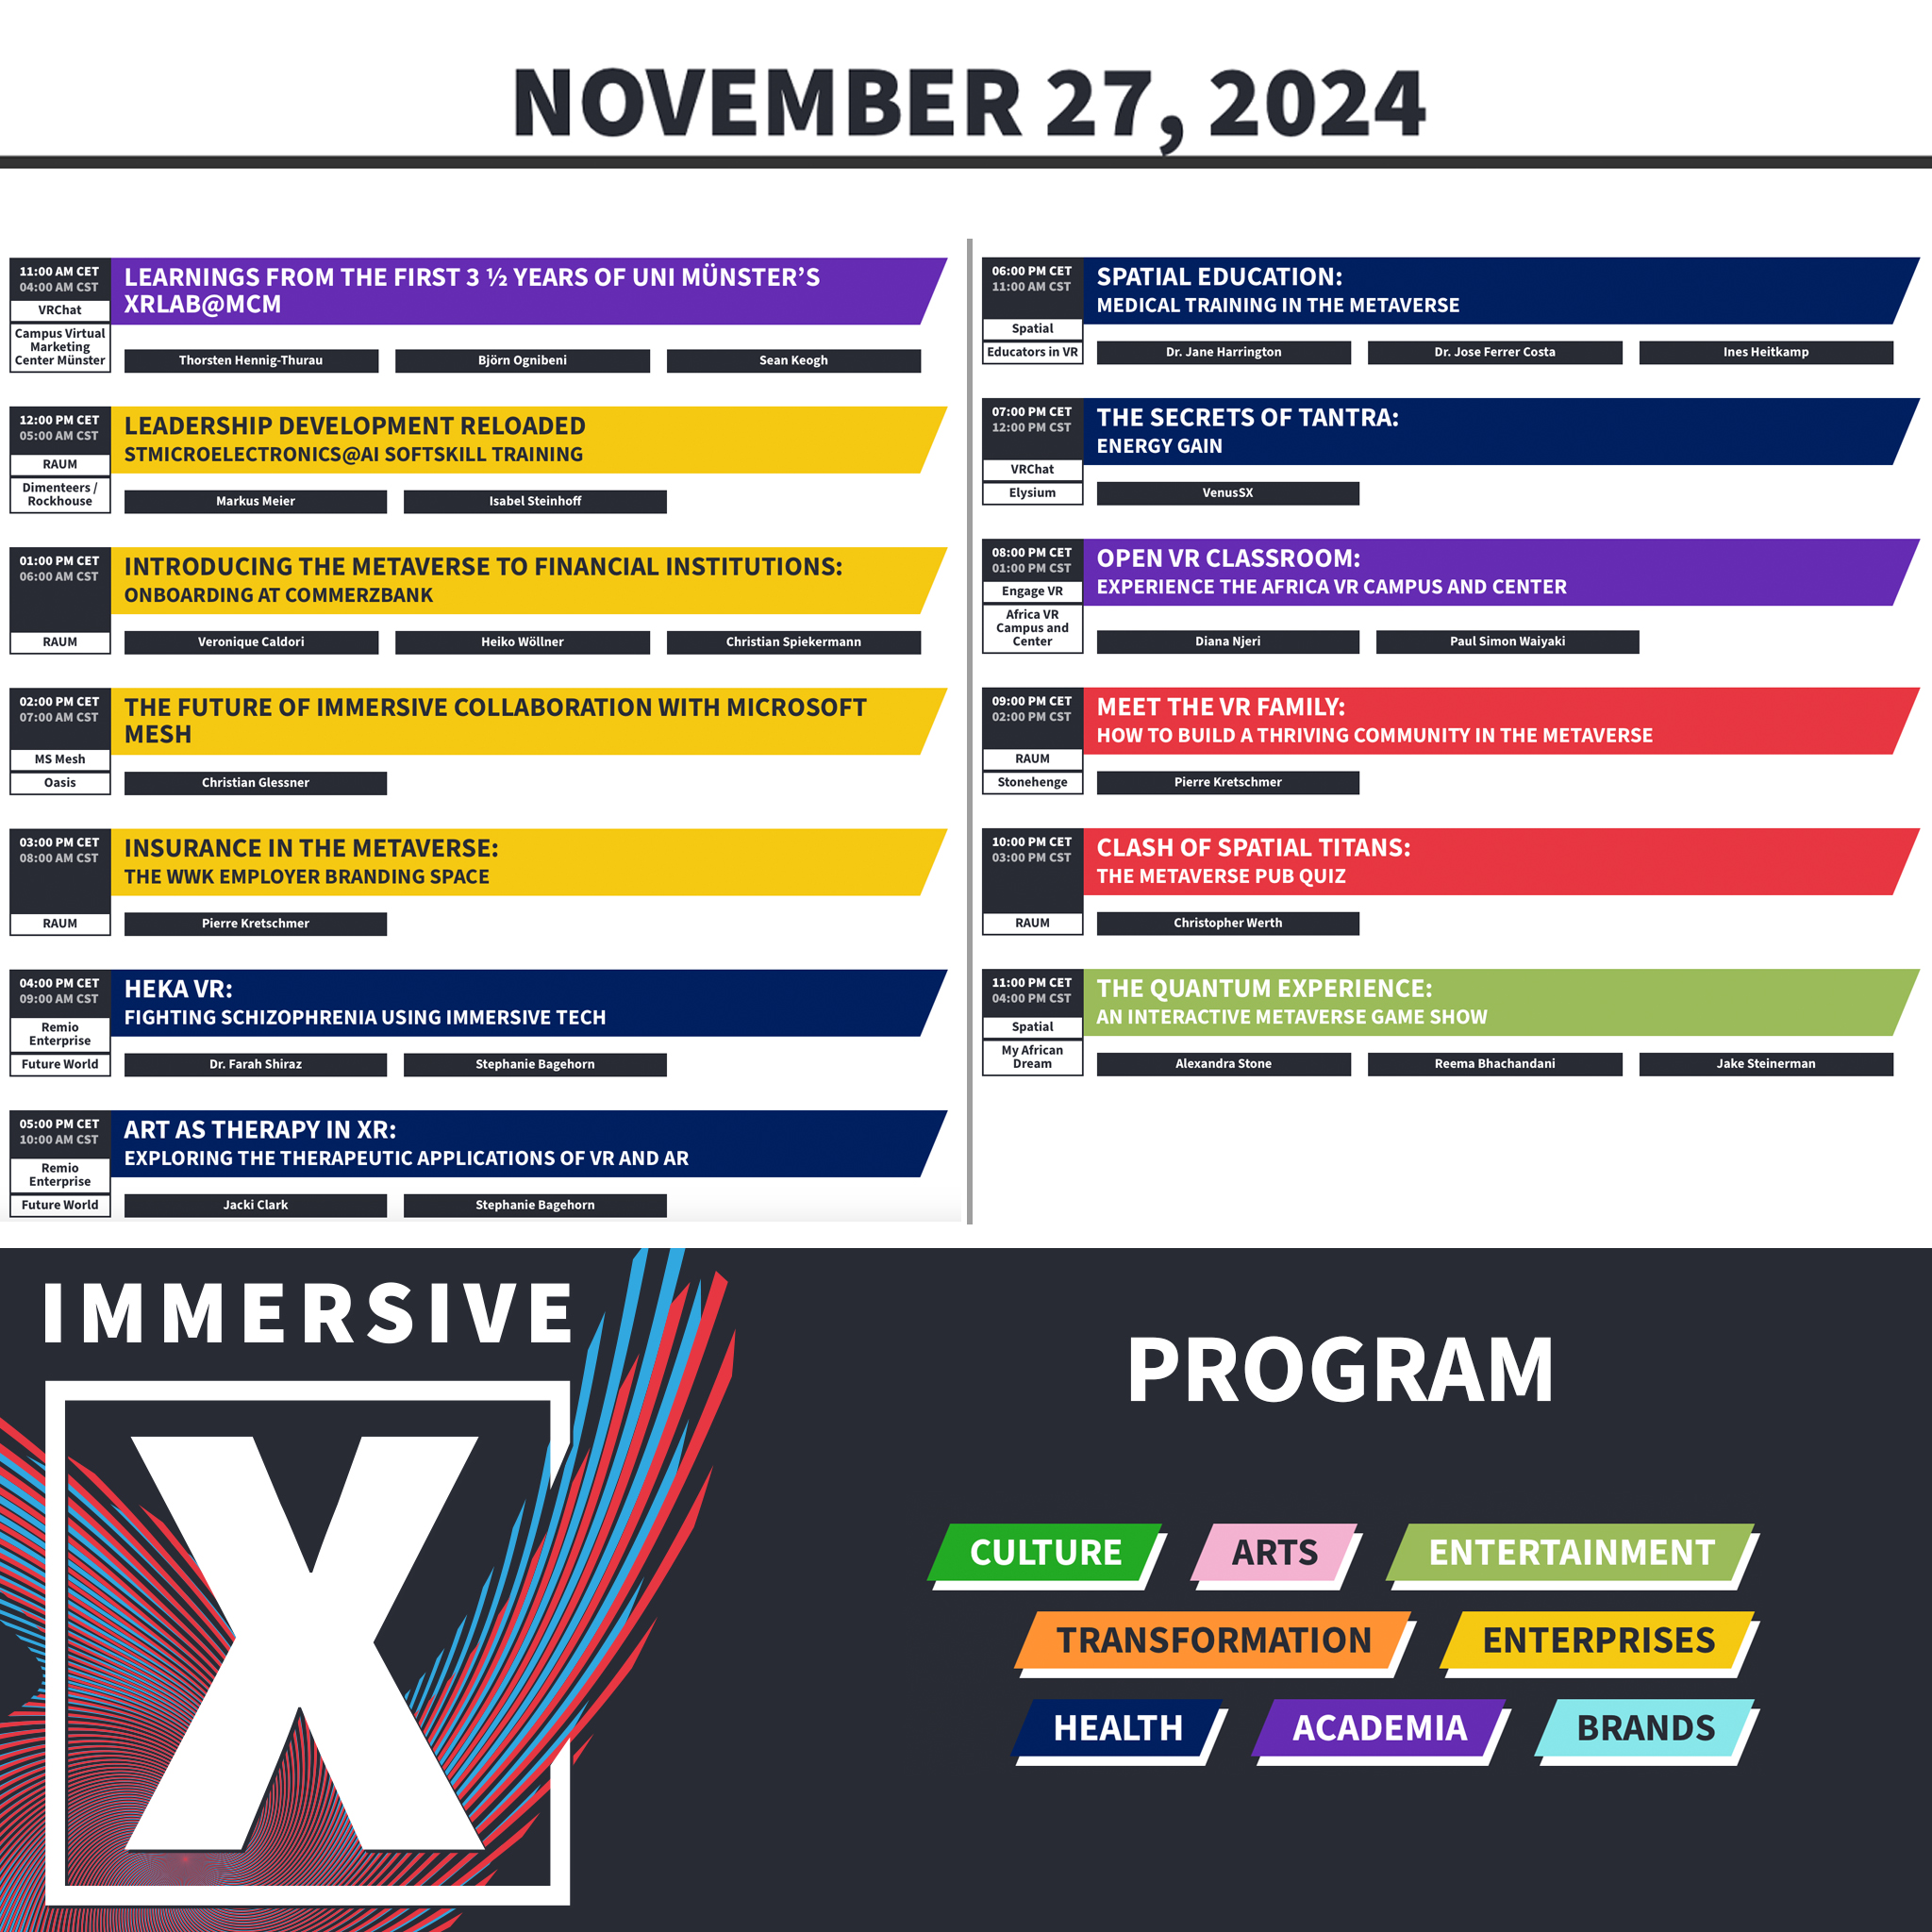 NOVEMBER 27, 2024
11:00 AM CET
04:00 AM CST
VRChat
Campus Virtual
Marketing
Center Münster
LEARNINGS FROM THE FIRST 3 ½ YEARS OF UNI MÜNSTER’S
XRLAB@MCM
Thorsten Hennig-Thurau
Björn Ognibeni
Sean Keogh
12:00 PM CET
05:00 AM CST
RAUM
Dimenteers /
Rockhouse
LEADERSHIP DEVELOPMENT RELOADED
STMICROELECTRONICS@AI SOFTSKILL TRAINING
Markus Meier
Isabel Steinhoff
01:00 PM CET
06:00 AM CST
RAUM
INTRODUCING THE METAVERSE TO FINANCIAL INSTITUTIONS:
ONBOARDING AT COMMERZBANK
Veronique Caldori
Heiko Wöllner
Christian Spiekermann
02:00 PM CET
07:00 AM CST
MS Mesh
Oasis
THE FUTURE OF IMMERSIVE COLLABORATION WITH MICROSOFT
MESH
Christian Glessner
03:00 PM CET
08:00 AM CST
RAUM
INSURANCE IN THE METAVERSE:
THE WWK EMPLOYER BRANDING SPACE
Pierre Kretschmer
04:00 PM CET
09:00 AM CST
Remio
Enterprise
Future World
HEKA VR:
FIGHTING SCHIZOPHRENIA USING IMMERSIVE TECH
Dr. Farah Shiraz
Stephanie Bagehorn
05:00 PM CET
10:00 AM CST
Remio
Enterprise
Future World
ART AS THERAPY IN XR:
EXPLORING THE THERAPEUTIC APPLICATIONS OF VR AND AR
Jacki Clark
Stephanie Bagehorn
06:00 PM CET
11:00 AM CST
Spatial
Educators in VR
SPATIAL EDUCATION:
MEDICAL TRAINING IN THE METAVERSE
Dr. Jane Harrington
Dr. Jose Ferrer Costa
Ines Heitkamp
07:00 PM CET
12:00 PM CST
VRChat
Elysium
THE SECRETS OF TANTRA:
ENERGY GAIN
VenusSX
08:00 PM CET
01:00 PM CST
Engage VR
Africa VR
Campus and
Center
OPEN VR CLASSROOM:
EXPERIENCE THE AFRICA VR CAMPUS AND CENTER
Diana Njeri
Paul Simon Waiyaki
09:00 PM CET
02:00 PM CST
RAUM
Stonehenge
MEET THE VR FAMILY:
HOW TO BUILD A THRIVING COMMUNITY IN THE METAVERSE
Pierre Kretschmer
10:00 PM CET
03:00 PM CST
RAUM
CLASH OF SPATIAL TITANS:
THE METAVERSE PUB QUIZ
Christopher Werth
11:00 PM CET
04:00 PM CST
Spatial
My African
Dream
THE QUANTUM EXPERIENCE:
AN INTERACTIVE METAVERSE GAME SHOW
Alexandra Stone
Reema Bhachandani
Jake Steinerman
IMMERSIVE
X
PROGRAM
CULTURE
ARTS
ENTERTAINMENT
TRANSFORMATION
ENTERPRISES
HEALTH
ACADEMIA
BRANDS